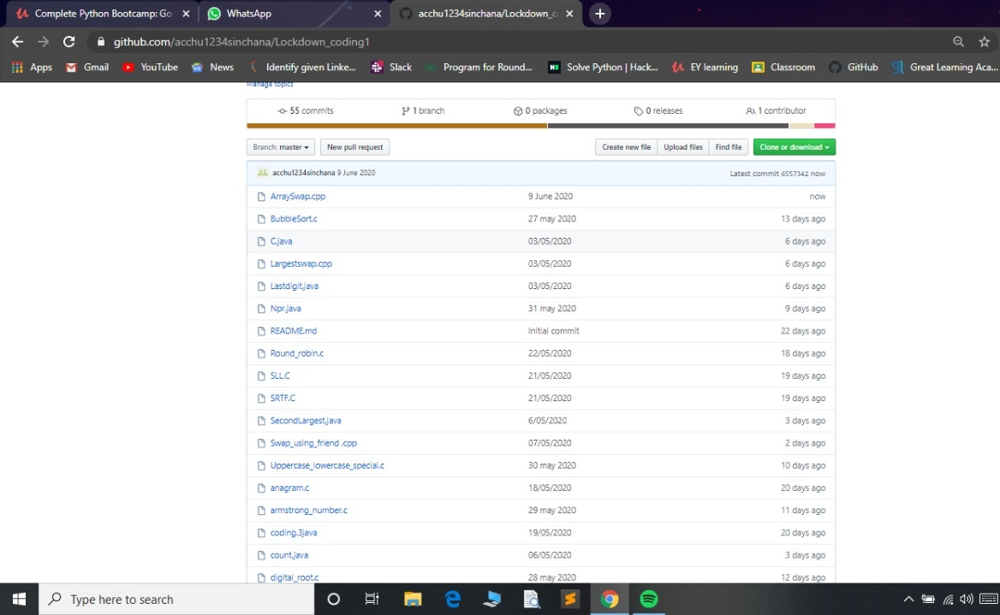 Complete Python Bootcamp: Go
WhatsApp
acchu1234sinchana/Lockdown_co
github.com/acchu1234sinchana/Lockdown_coding1
Apps
Gmail
YouTube
News
Identify given Linke...
Slack
Program for Round...
Solve Python | Hack...
EY learning
Classroom
GitHub
Great Learning Aca...
Manage topics
55 commits
1 branch
0 packages
0 releases
1 contributor
Branch: master
New pull request
Create new file
Upload files
Find file
Clone or download
acchu1234sinchana 9 June 2020
Latest commit 6557342 now
ArraySwap.cpp 9 June 2020 now
BubbleSort.c 27 may 2020 13 days ago
C.java 03/05/2020 6 days ago
Largestswap.cpp 03/05/2020 6 days ago
Lastdigit.java 03/05/2020 6 days ago
Npr.java 31 may 2020 9 days ago
README.md Initial commit 22 days ago
Round_robin.c 22/05/2020 18 days ago
SLL.C 21/05/2020 19 days ago
SRTF.C 21/05/2020 19 days ago
SecondLargest.java 6/05/2020 3 days ago
Swap_using_friend .cpp 07/05/2020 2 days ago
Uppercase_lowercase_special.c 30 may 2020 10 days ago
anagram.c 18/05/2020 20 days ago
armstrong_number.c 29 may 2020 11 days ago
coding.3java 19/05/2020 20 days ago
count.java 06/05/2020 3 days ago
digital_root.c 28 may 2020 12 days ago
Type here to search